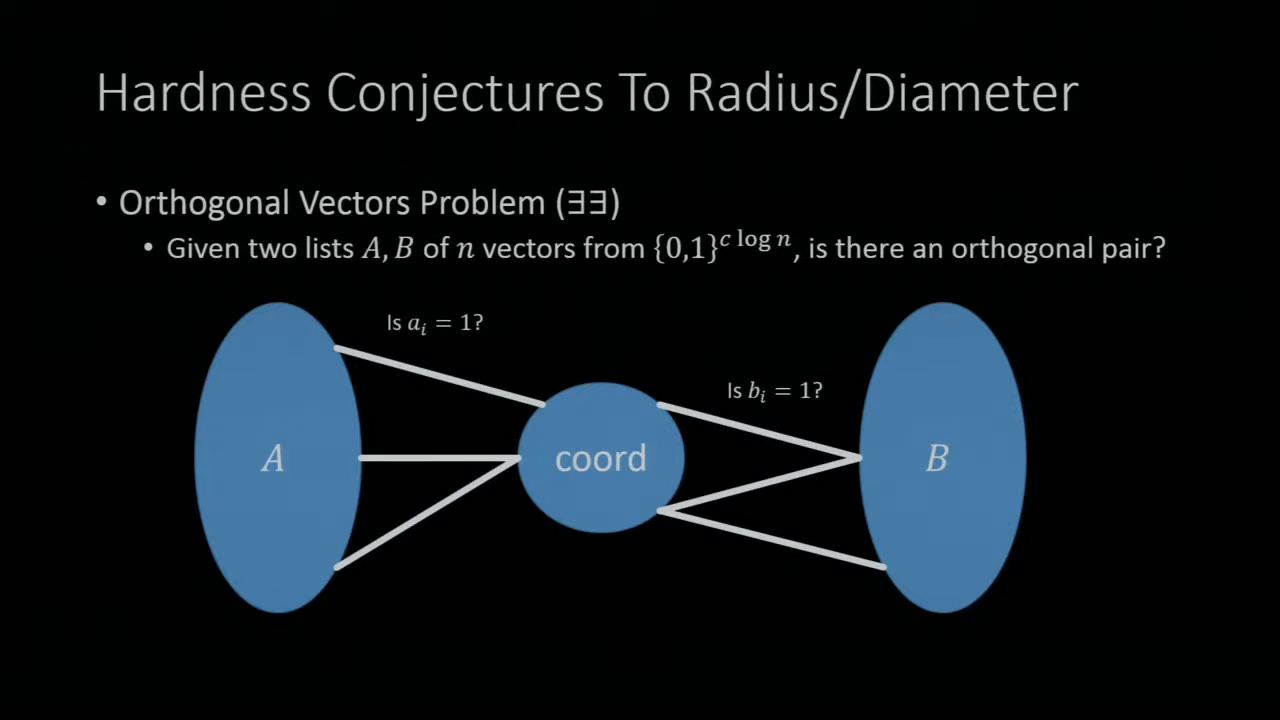 Hardness Conjectures To Radius/Diameter
• Orthogonal Vectors Problem (∃∃)
• Given two lists A, B of n vectors from {0,1}^{c log n}, is there an orthogonal pair?
Is a_i = 1?
Is b_i = 1?
A
coord
B